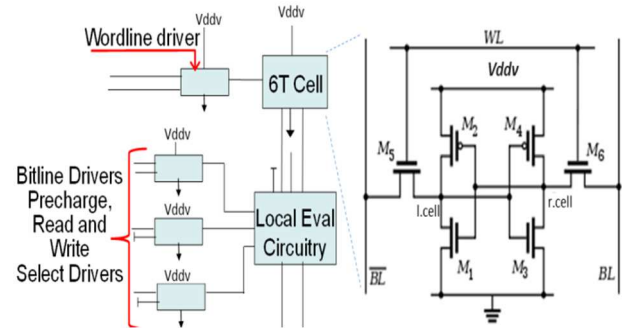 Vddv
Vddv
Wordline driver
6T Cell
Vddv
Bitline Drivers
Precharge,
Read and
Write
Select Drivers
Vddv
Vddv
Local Eval
Circuitry
WL
Vddv
M2
M4
M5
M6
l.cell
r.cell
M1
M3
BL
BL